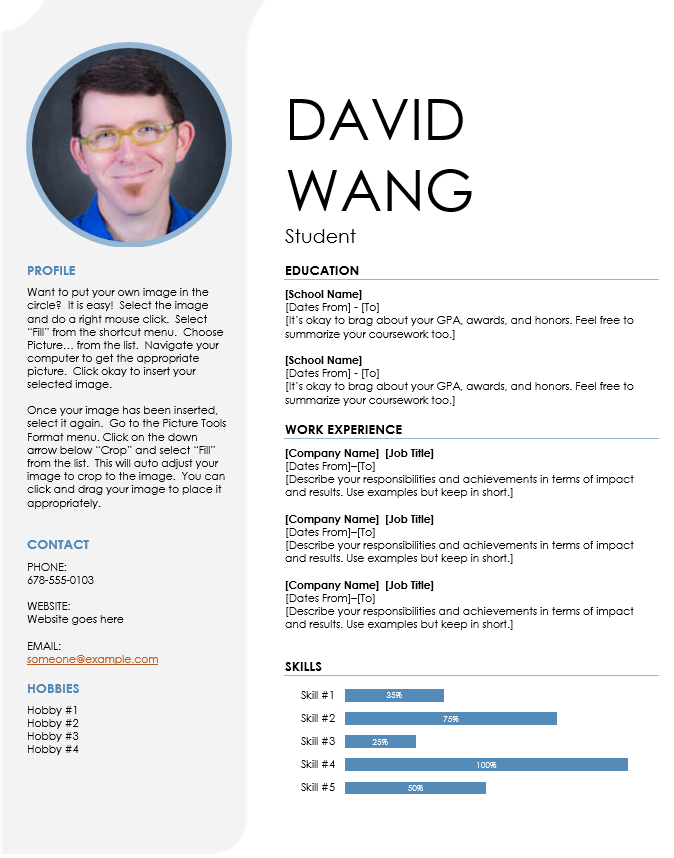 DAVID
WANG
Student
PROFILE
Want to put your own image in the
circle?  It is easy!  Select the image
and do a right mouse click.  Select
“Fill” from the shortcut menu.  Choose
Picture… from the list.  Navigate your
computer to get the appropriate
picture.  Click okay to insert your
selected image.
Once your image has been inserted,
select it again.  Go to the Picture Tools
Format menu. Click on the down
arrow below “Crop” and select “Fill”
from the list.  This will auto adjust your
image to crop to the image.  You can
click and drag your image to place it
appropriately.
CONTACT
PHONE:
678-555-0103
WEBSITE:
Website goes here
EMAIL:
someone@example.com
HOBBIES
Hobby #1
Hobby #2
Hobby #3
Hobby #4
EDUCATION
[School Name]
[Dates From] - [To]
[It’s okay to brag about your GPA, awards, and honors. Feel free to
summarize your coursework too.]
[School Name]
[Dates From] - [To]
[It’s okay to brag about your GPA, awards, and honors. Feel free to
summarize your coursework too.]
WORK EXPERIENCE
[Company Name]  [Job Title]
[Dates From]–[To]
[Describe your responsibilities and achievements in terms of impact
and results. Use examples but keep in short.]
[Company Name]  [Job Title]
[Dates From]–[To]
[Describe your responsibilities and achievements in terms of impact
and results. Use examples but keep in short.]
[Company Name]  [Job Title]
[Dates From]–[To]
[Describe your responsibilities and achievements in terms of impact
and results. Use examples but keep in short.]
SKILLS
Skill #1 35%
Skill #2 75%
Skill #3 25%
Skill #4 100%
Skill #5 50%